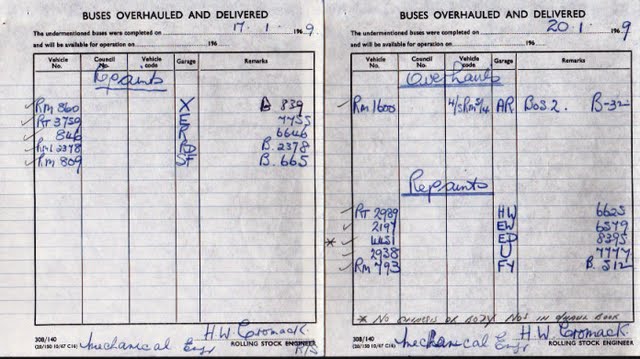 BUSES OVERHAULED AND DELIVERED
The undermentioned buses were completed on 17.1. 1969
and will be available for operation on 196
Vehicle No. Council No. Vehicle code Garage Remarks
Repaints
RM 860 X B 839
RT 3759 E 7755
846 R 6646
RML 2378 RD B. 2378
RM 809 SF B. 665
308/140
Mechanical Engr H.W. Cormack
ROLLING STOCK ENGINEER
R/S
BUSES OVERHAULED AND DELIVERED
The undermentioned buses were completed on 20.1. 1969
and will be available for operation on 196
Vehicle No. Council No. Vehicle code Garage Remarks
Overhauls
RM 1600 AR BOS 2. B-32
Repaints
RT 2989 HW 6625
2197 EW 6579
* ED 8395
2938 U 7777
RM 793 FY B. 512
* NO CHASSIS OR BODY NOS IN BOOK
308/140
Mechanical Engr H.W. Cormack
ROLLING STOCK ENGINEER